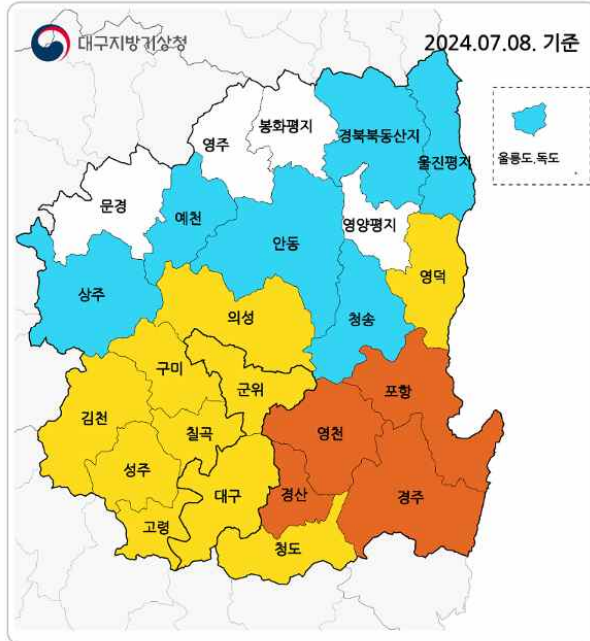 대구지방기상청
2024.07.08. 기준
봉화평지
경북북동산지
영주
울진평지
울릉도.독도
문경
예천
영양평지
안동
영덕
상주
의성
청송
구미
군위
포항
김천
칠곡
영천
성주
대구
경산
경주
고령
청도